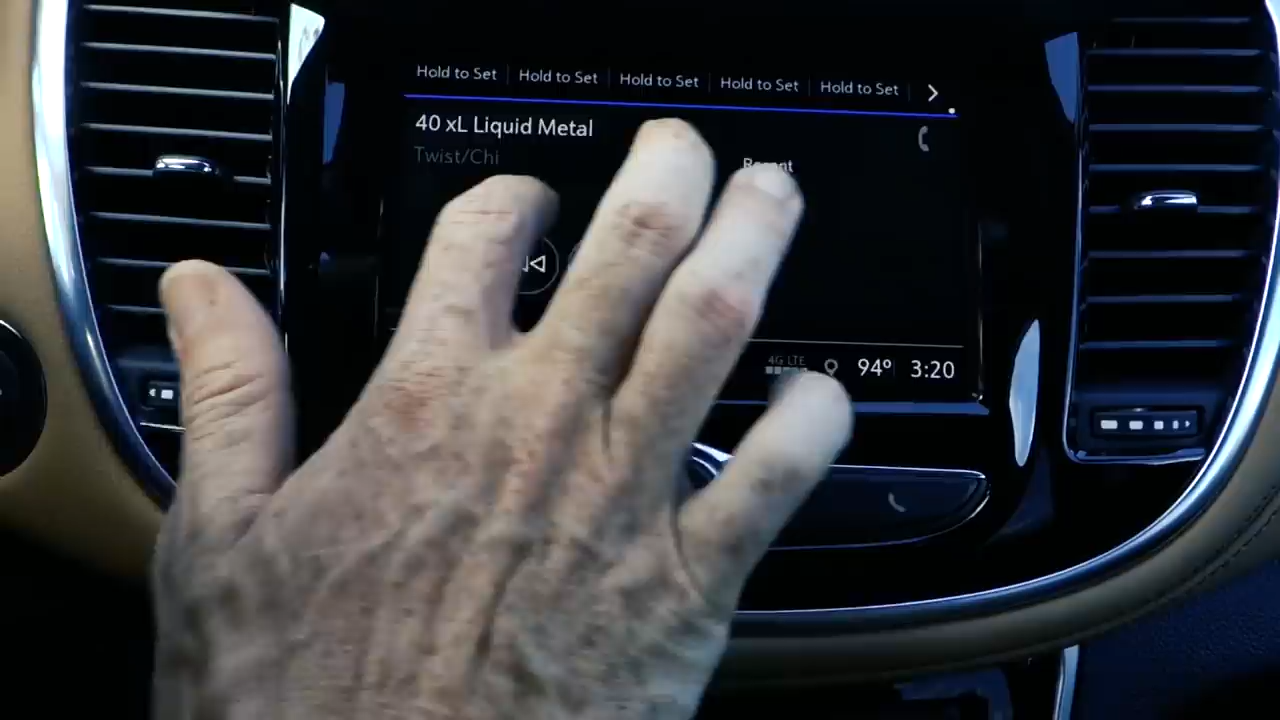 Hold to Set Hold to Set Hold to Set Hold to Set Hold to Set
40 xL Liquid Metal
Twist/Chi
Recent
4G LTE 94° 3:20